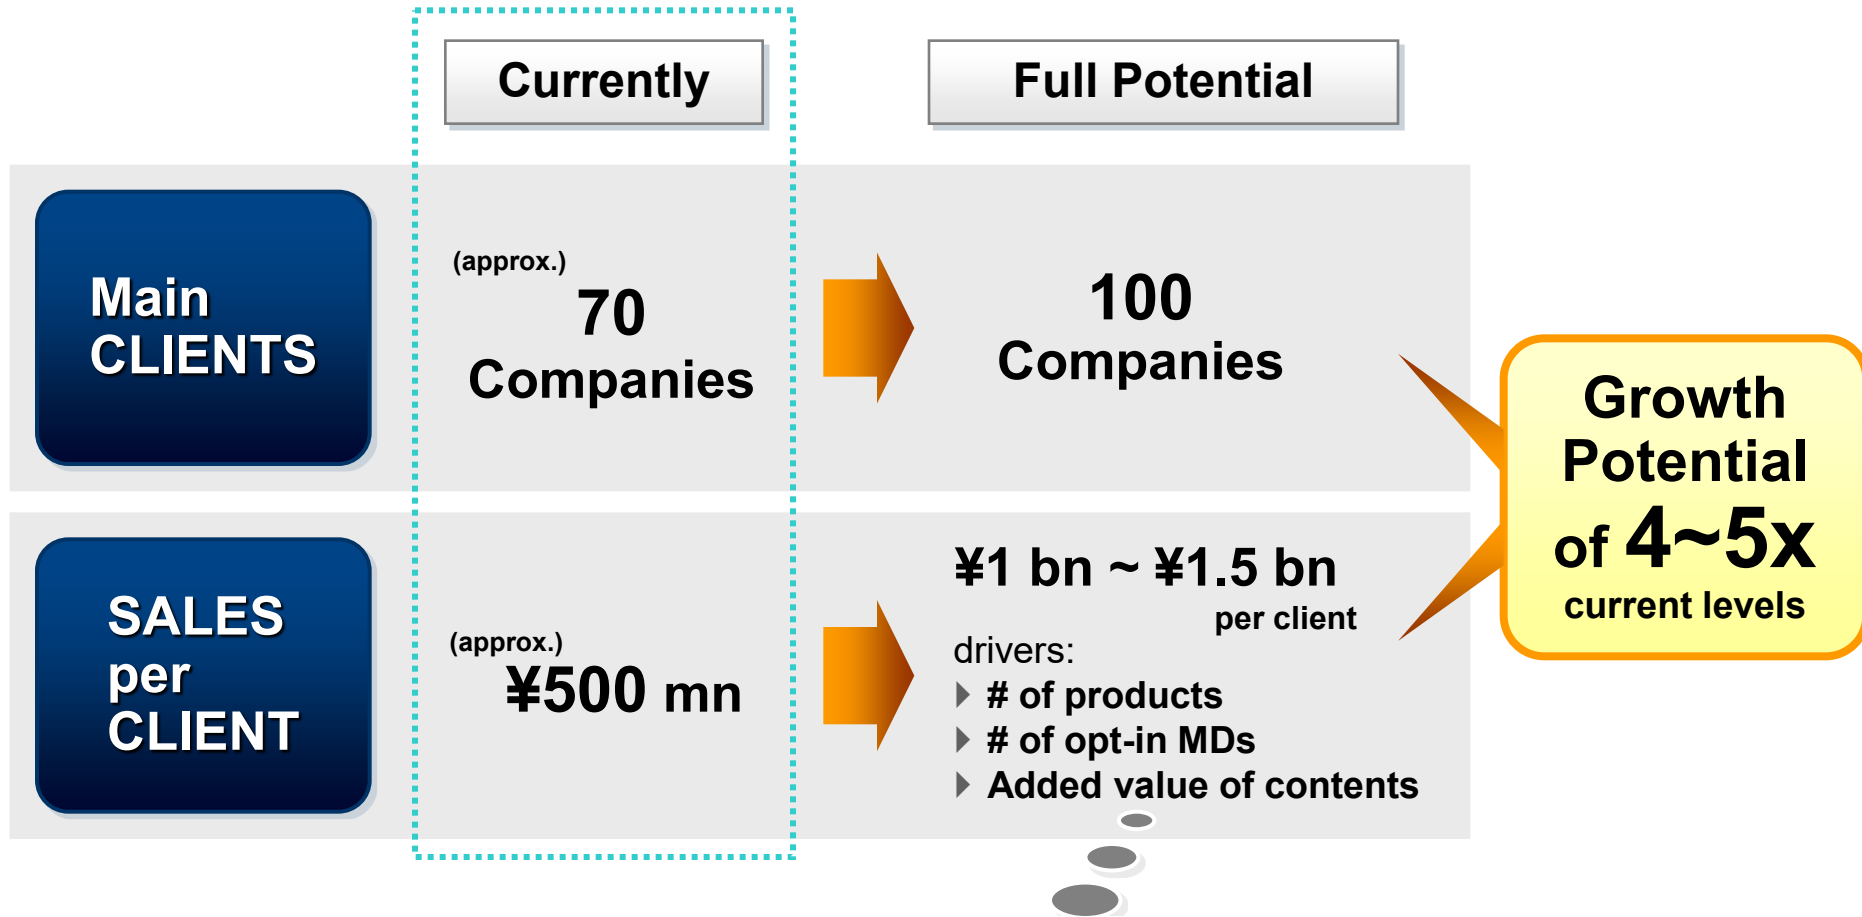 Currently
Full Potential
Main
CLIENTS
(approx.)
70
Companies
100
Companies
SALES
per
CLIENT
(approx.)
¥500 mn
¥1 bn ~ ¥1.5 bn
per client
drivers:
# of products
# of opt-in MDs
Added value of contents
Growth
Potential
of 4~5x
current levels